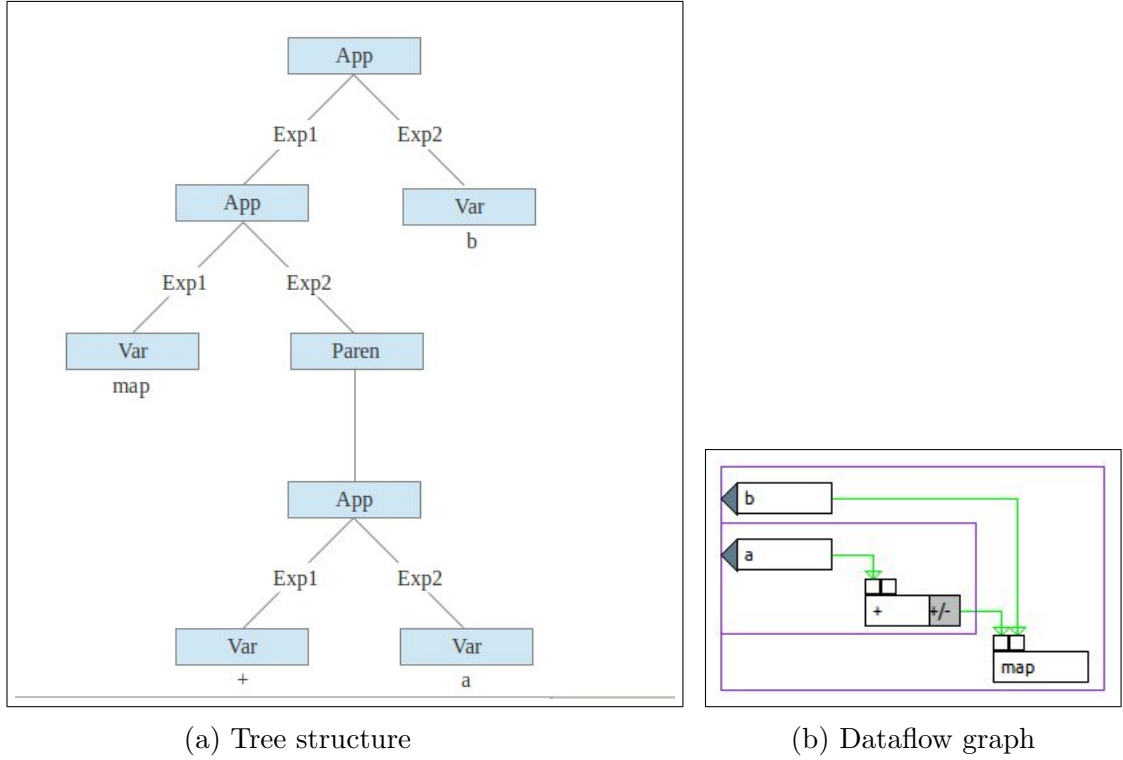 App
Exp1 Exp2
App Var
b
Exp1 Exp2
Var Paren
map
App
Exp1 Exp2
Var Var
+ a
b
a
+ +/-
map
(a) Tree structure
(b) Dataflow graph